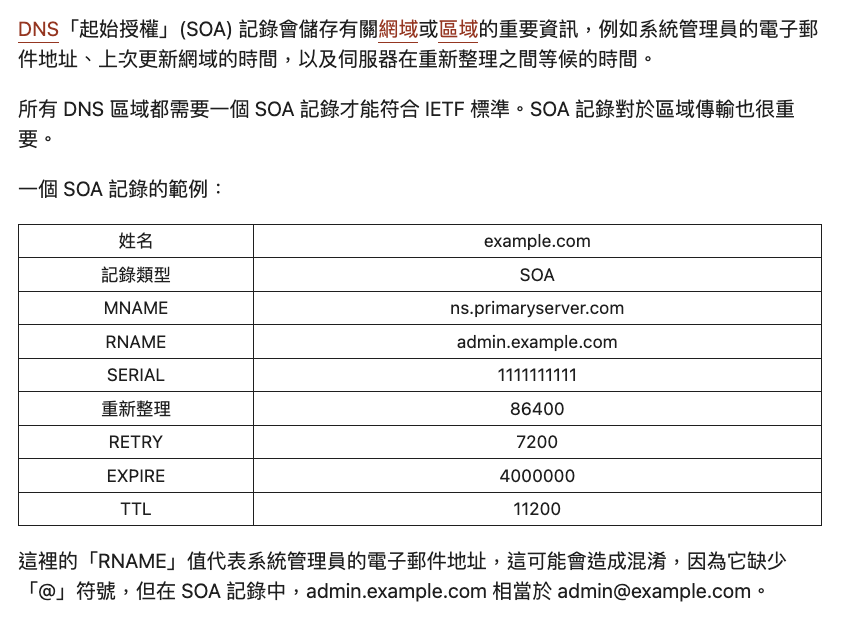 DNS「起始授權」(SOA) 記錄會儲存有關網域或區域的重要資訊，例如系統管理員的電子郵
件地址、上次更新網域的時間，以及伺服器在重新整理之間等候的時間。
所有 DNS 區域都需要一個 SOA 記錄才能符合 IETF 標準。SOA 記錄對於區域傳輸也很重
要。
一個 SOA 記錄的範例：
姓名 example.com
記錄類型 SOA
MNAME ns.primaryserver.com
RNAME admin.example.com
SERIAL 1111111111
重新整理 86400
RETRY 7200
EXPIRE 4000000
TTL 11200
這裡的「RNAME」值代表系統管理員的電子郵件地址，這可能會造成混淆，因為它缺少
「@」符號，但在 SOA 記錄中，admin.example.com 相當於 admin@example.com。